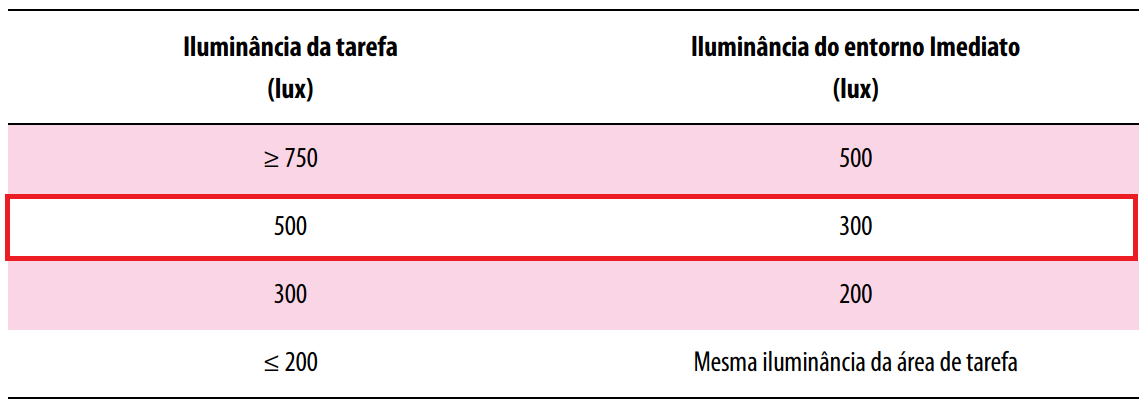 Iluminância da tarefa Iluminância do entorno Imediato
(lux) (lux)
≥ 750 500
500 300
300 200
≤ 200 Mesma iluminância da área de tarefa